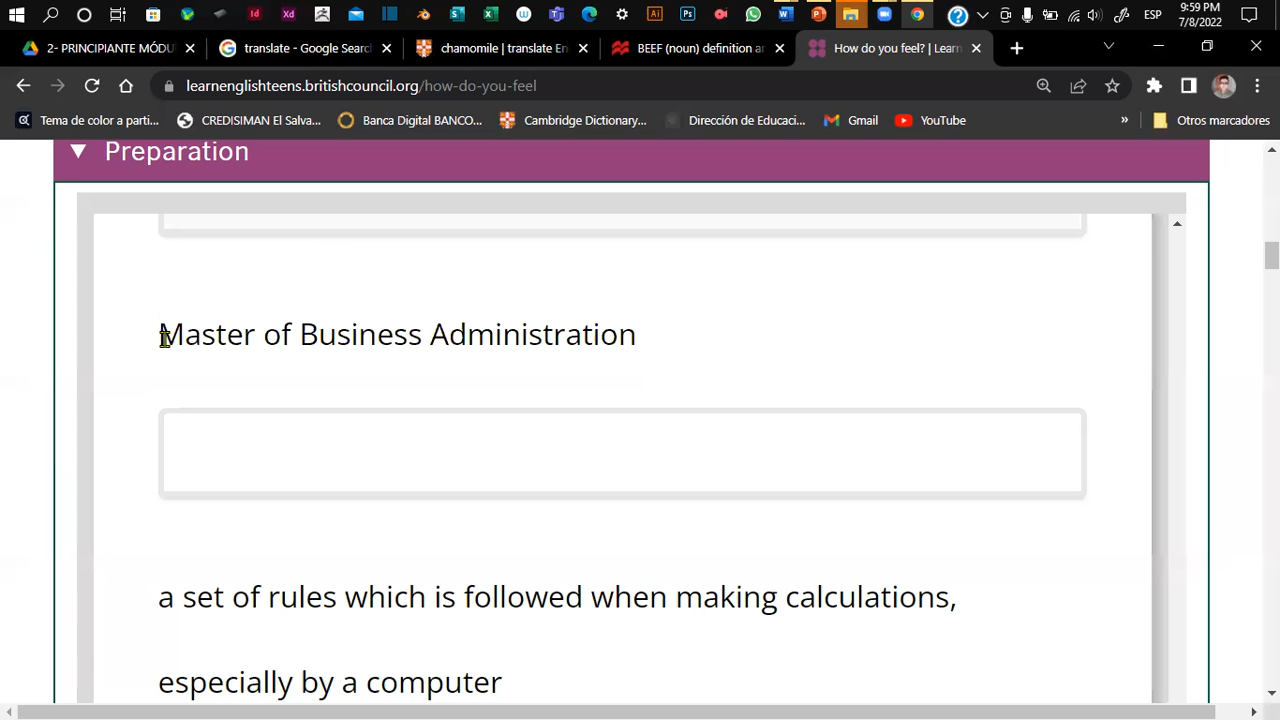 ESP
9:59 PM
7/8/2022
2- PRINCIPIANTE MÓDU
translate - Google Search
chamomile | translate En
BEEF (noun) definition an
How do you feel? | Learn
learnenglishteens.britishcouncil.org/how-do-you-feel
Tema de color a parti...
CREDISIMAN El Salva...
Banca Digital BANCO...
Cambridge Dictionary...
Dirección de Educaci...
Gmail
YouTube
»
Otros marcadores
Preparation
Master of Business Administration
a set of rules which is followed when making calculations,
especially by a computer